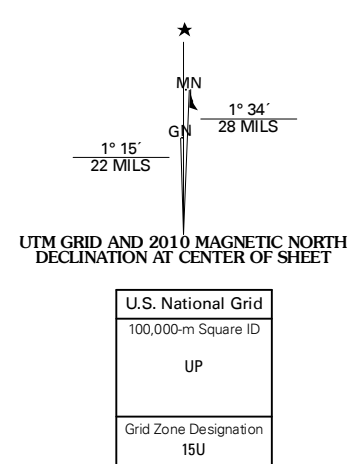 MN
1° 34´
28 MILS
GN
1° 15´
22 MILS
UTM GRID AND 2010 MAGNETIC NORTH
DECLINATION AT CENTER OF SHEET
U.S. National Grid
100,000-m Square ID
UP
Grid Zone Designation
15U